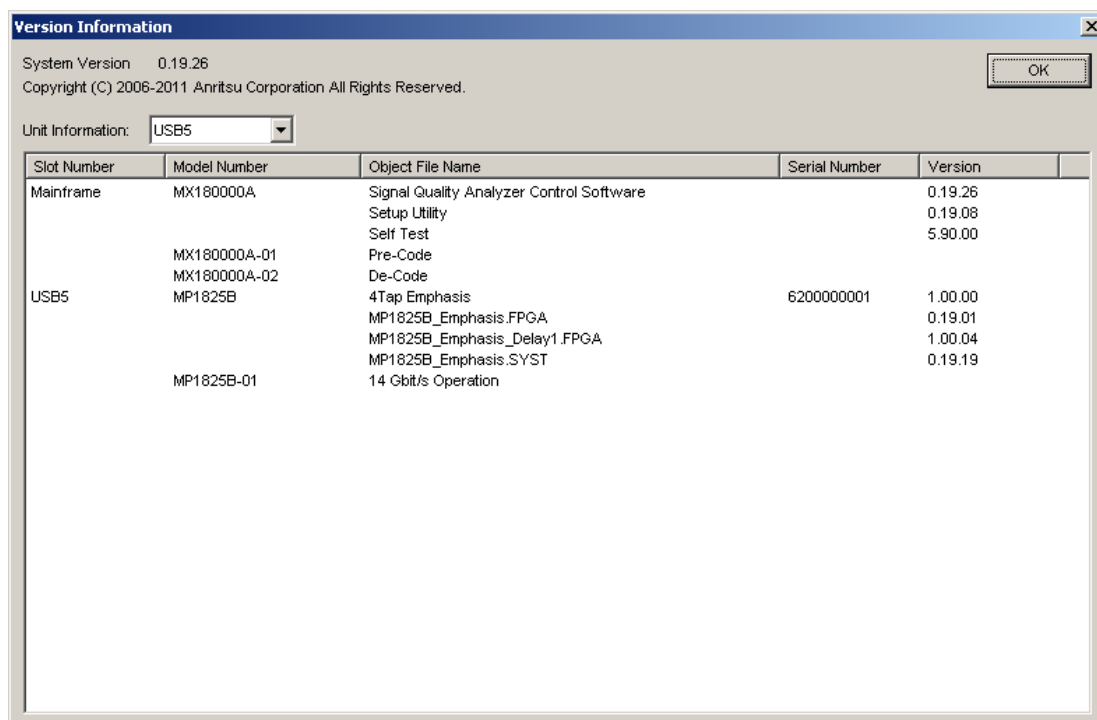 Version Information
System Version 0.19.26
OK
Copyright (C) 2006-2011 Anritsu Corporation All Rights Reserved.
Unit Information: USB5
Slot Number Model Number Object File Name Serial Number Version
Mainframe MX180000A Signal Quality Analyzer Control Software 0.19.26
Setup Utility 0.19.08
Self Test 5.90.00
MX180000A-01 Pre-Code
MX180000A-02 De-Code
USB5 MP1825B 4Tap Emphasis 6200000001 1.00.00
MP1825B_Emphasis.FPGA 0.19.01
MP1825B_Emphasis_Delay1.FPGA 1.00.04
MP1825B_Emphasis.SYST 0.19.19
MP1825B-01 14 Gbit/s Operation